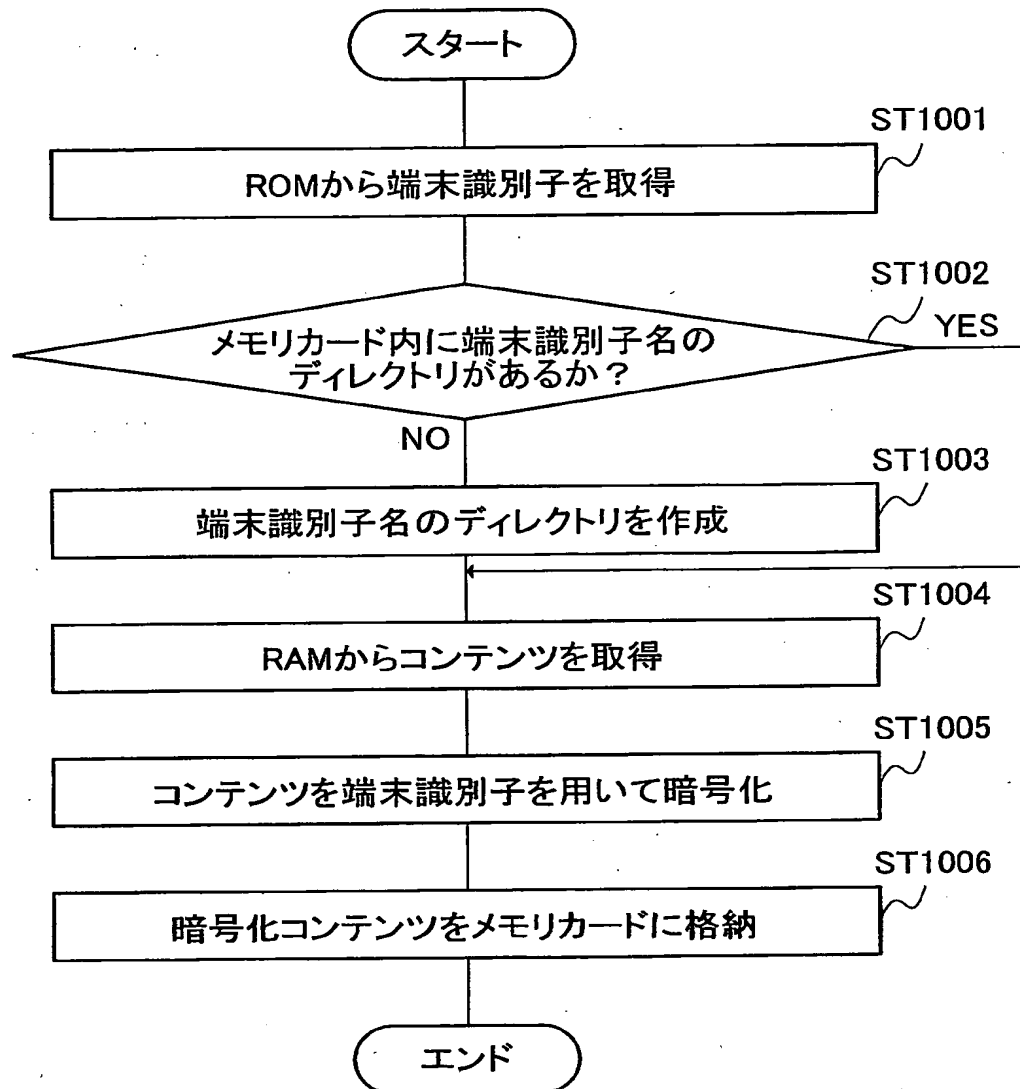 スタート
ST1001
ROMから端末識別子を取得
ST1002
YES
メモリカード内に端末識別子名の
ディレクトリがあるか?
NO
ST1003
端末識別子名のディレクトリを作成
ST1004
RAMからコンテンツを取得
ST1005
コンテンツを端末識別子を用いて暗号化
ST1006
暗号化コンテンツをメモリカードに格納
エンド